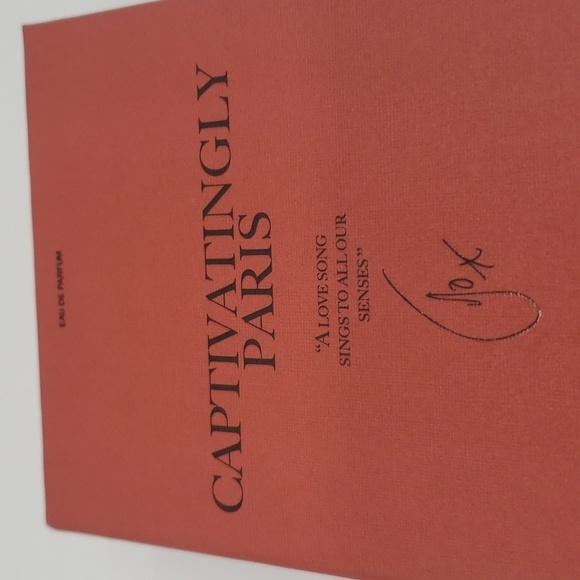 EAU DE PARFUM
CAPTIVATINGLY
PARIS
“A LOVE SONG
SINGS TO ALL OUR
SENSES”